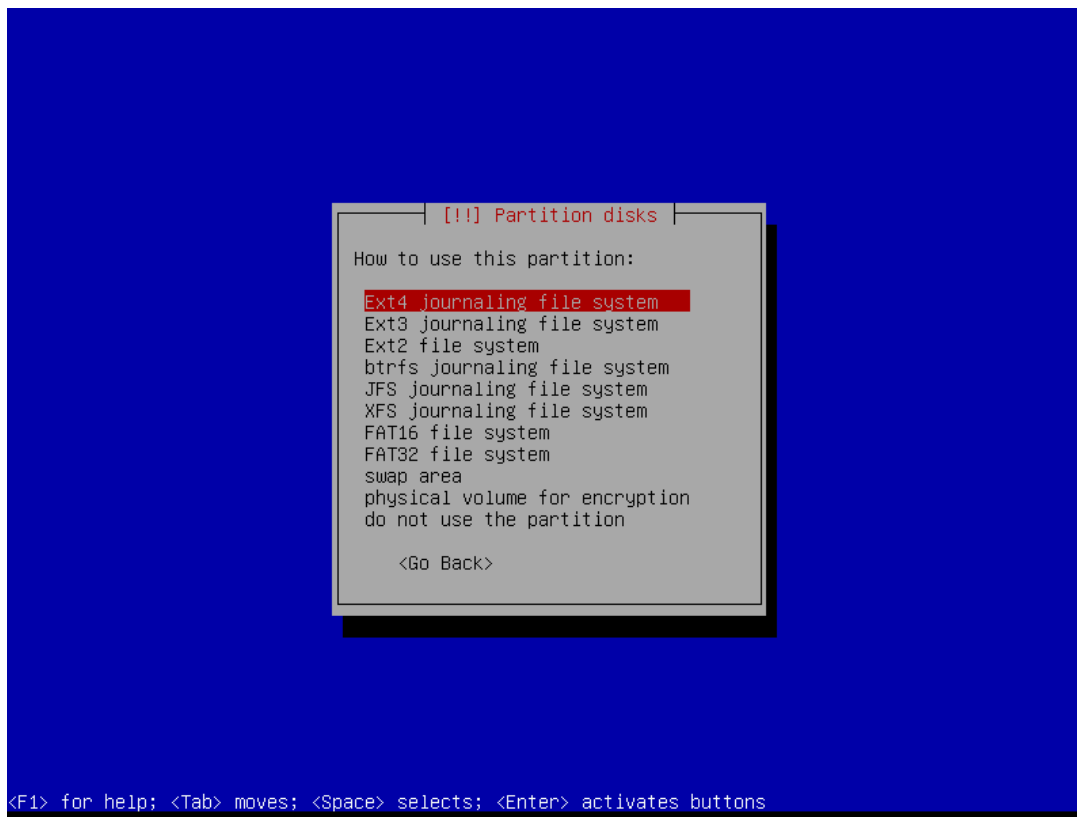 [!!] Partition disks
How to use this partition:
Ext4 journaling file system
Ext3 journaling file system
Ext2 file system
btrfs journaling file system
JFS journaling file system
XFS journaling file system
FAT16 file system
FAT32 file system
swap area
physical volume for encryption
do not use the partition
<Go Back>
<F1> for help; <Tab> moves; <Space> selects; <Enter> activates buttons